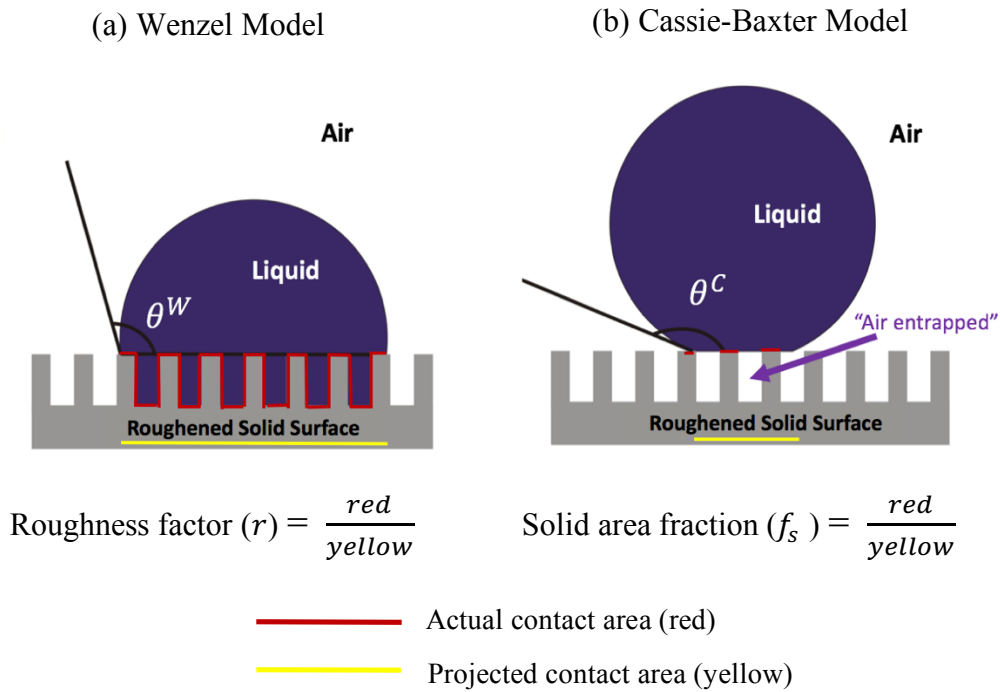 (a) Wenzel Model
(b) Cassie-Baxter Model
Air
Liquid
θ^W
Roughened Solid Surface
Air
Liquid
θ^C
“Air entrapped”
Roughened Solid Surface
Roughness factor (r) = red/yellow
Solid area fraction (f_s ) = red/yellow
Actual contact area (red)
Projected contact area (yellow)